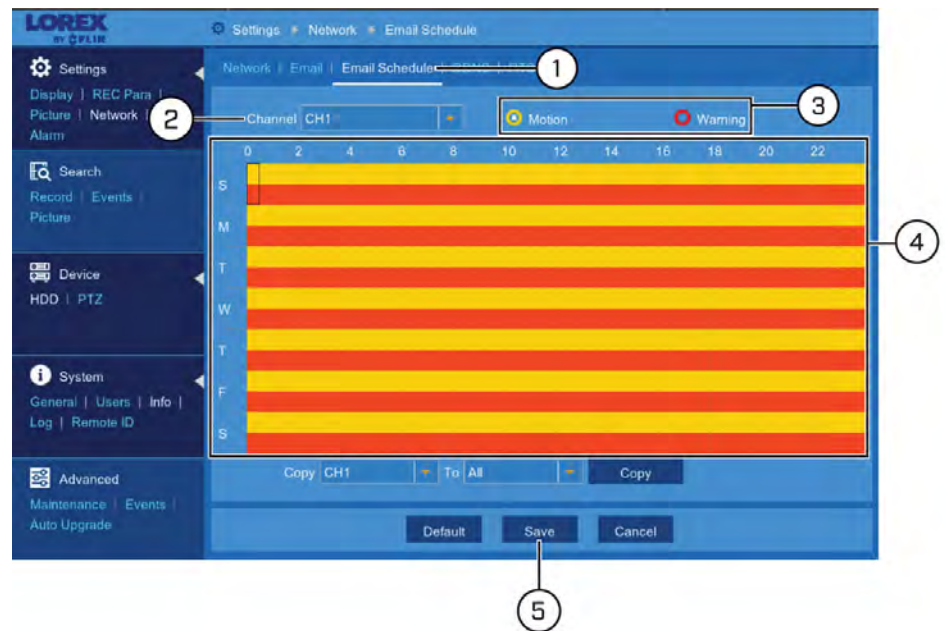 LOREX
BY FLIR
Settings Network Email Schedule
Settings
Display | REC Para |
Picture | Network |
Alarm
Network | Email | Email Schedule
1
2
Channel CH1
Motion Warning
3
0 2 4 6 8 10 12 14 16 18 20 22
S
M
T
W
T
F
S
4
Search
Record | Events |
Picture
Device
HDD | PTZ
System
General | Users | Info |
Log | Remote ID
Advanced
Maintenance | Events |
Auto Upgrade
Copy CH1 To All Copy
Default Save Cancel
5